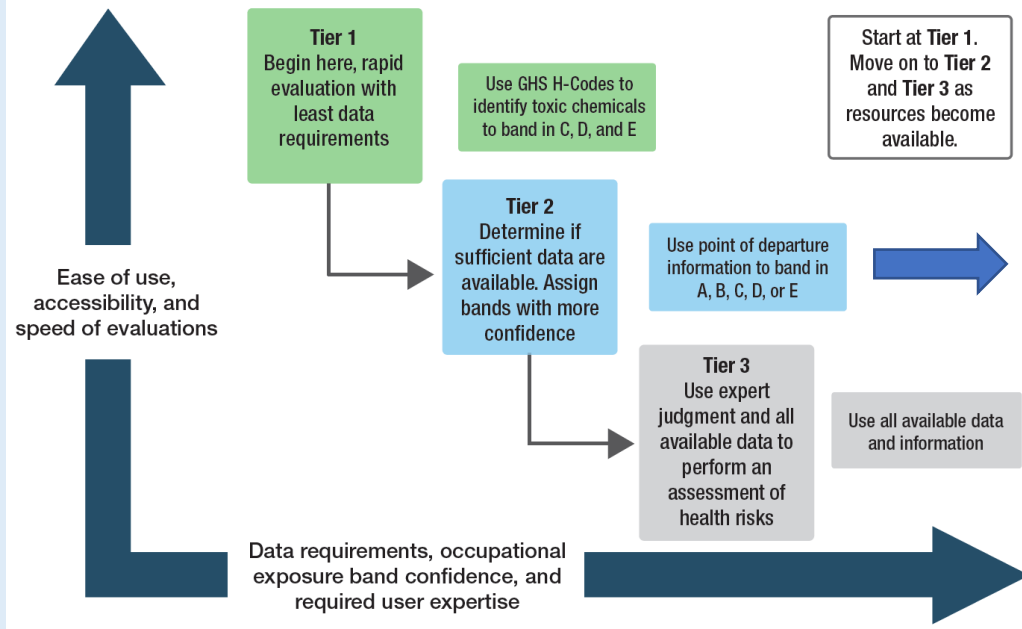 Tier 1
Begin here, rapid
evaluation with
least data
requirements
Use GHS H-Codes to
identify toxic chemicals
to band in C, D, and E
Start at Tier 1.
Move on to Tier 2
and Tier 3 as
resources become
available.
Tier 2
Determine if
sufficient data are
available. Assign
bands with more
confidence
Use point of departure
information to band in
A, B, C, D, or E
Ease of use,
accessibility, and
speed of evaluations
Tier 3
Use expert
judgment and all
available data to
perform an
assessment of
health risks
Use all available data
and information
Data requirements, occupational
exposure band confidence, and
required user expertise